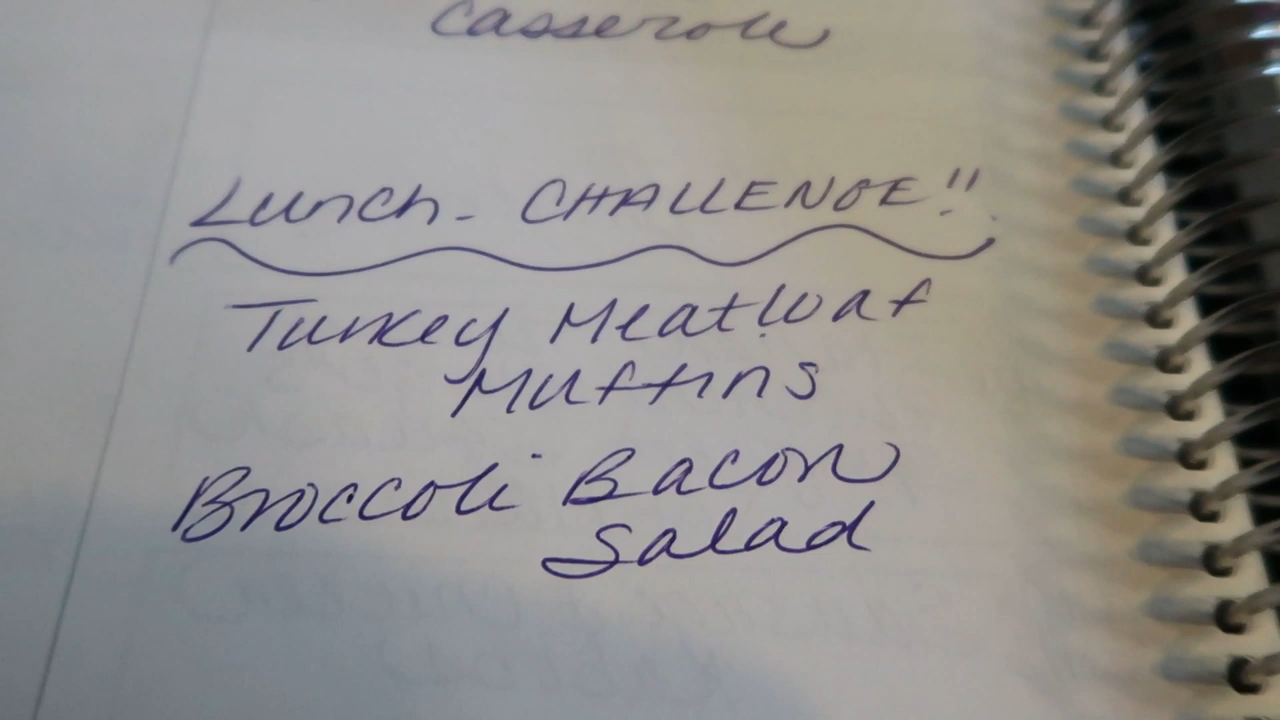 Casserole
Lunch - CHALLENGE!!
Turkey Meatloaf
Muffins
Broccoli Bacon
Salad